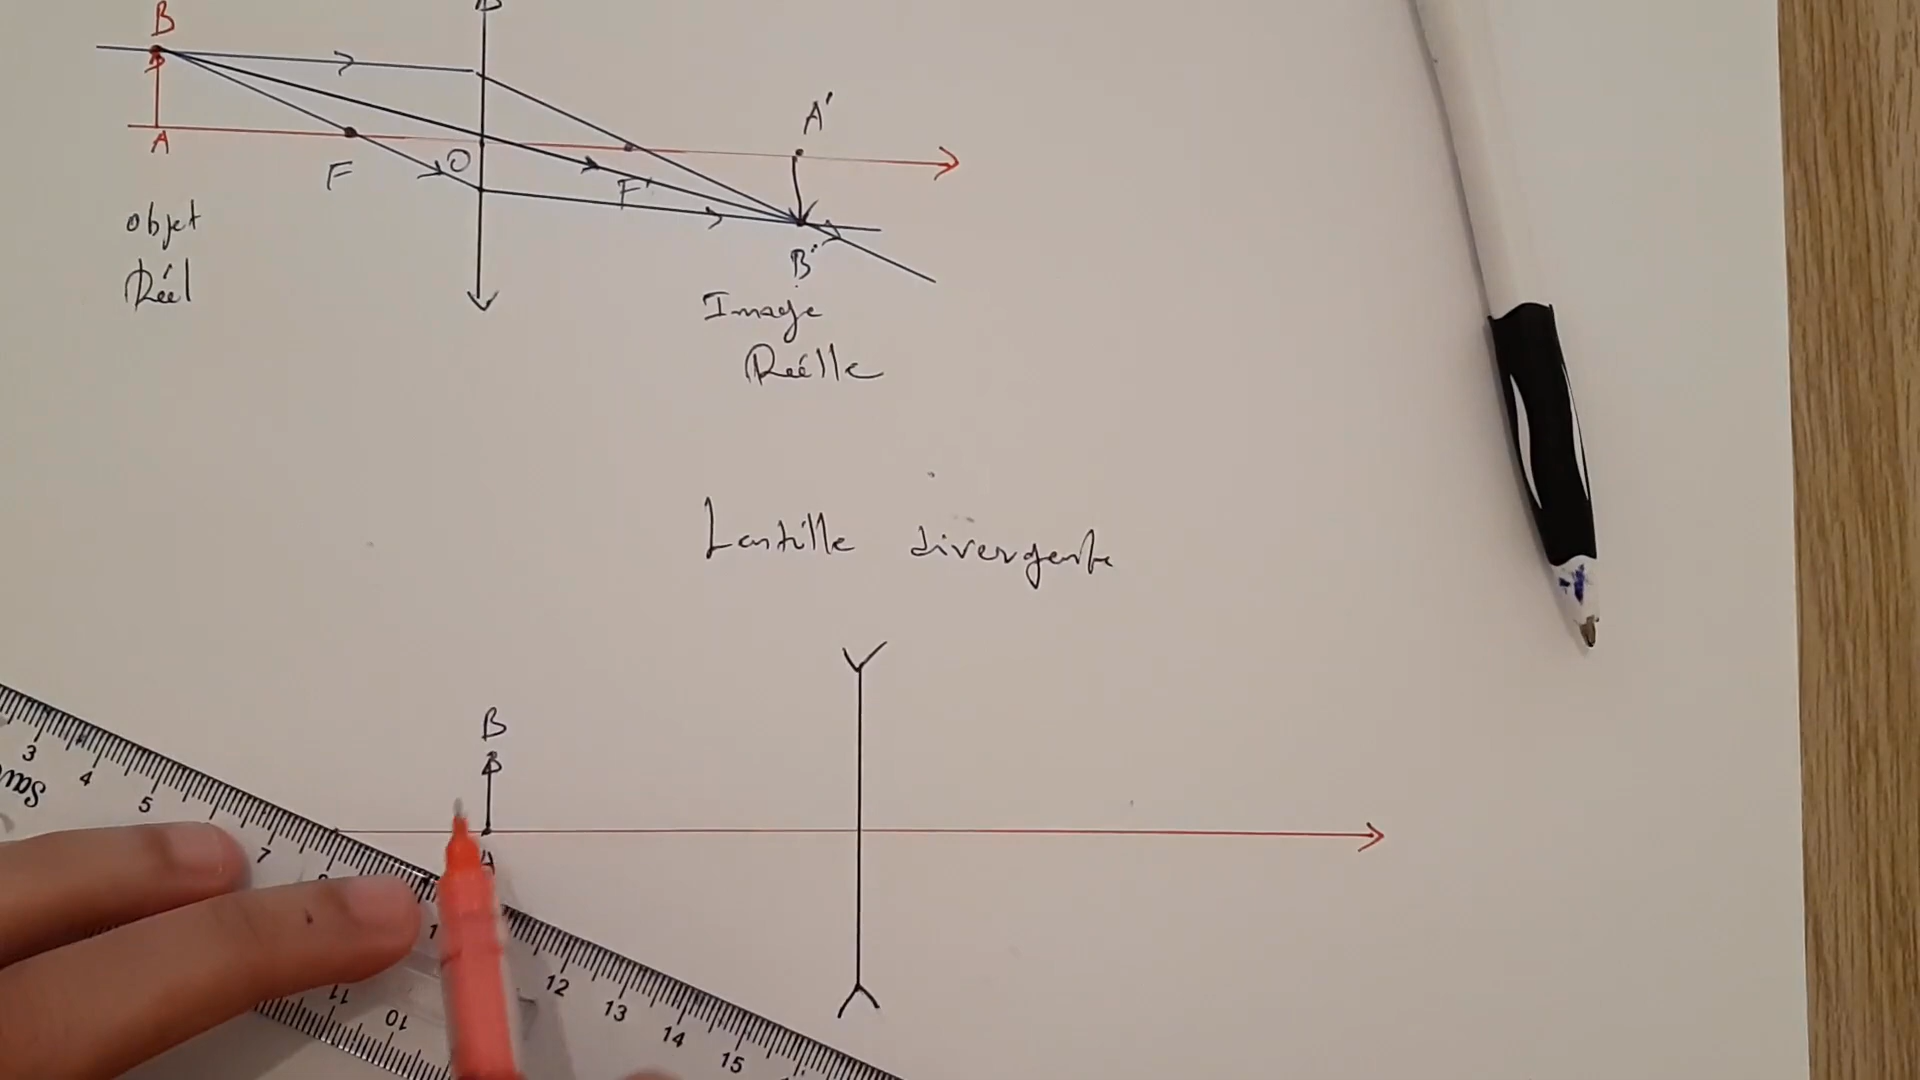 B
A
F
O
F'
A'
B'
Objet
Réel
Image
Réelle
Lentille divergente
B
A
3 4 5 7 12 13 14 15
11 10